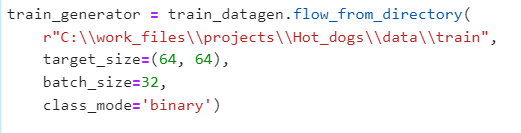 train_generator = train_datagen.flow_from_directory(
    r"C:\\work_files\\projects\\Hot_dogs\\data\\train",
    target_size=(64, 64),
    batch_size=32,
    class_mode='binary')